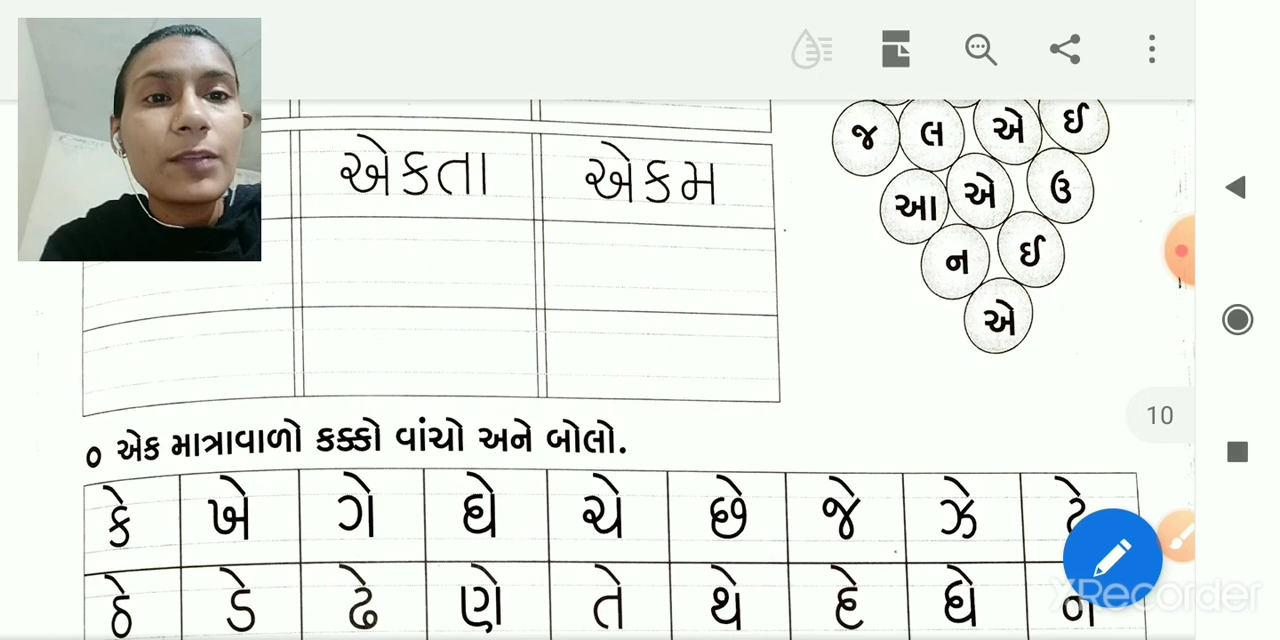 જ લ એ ઈ
એકતા એકમ
આ એ ઉ
ન ઈ
એ
10
૦ એક માત્રાવાળો કક્કો વાંચો અને બોલો.
કે ખે ગે ઘે ચે છે જે ઝે
ઠે ડે ઢે ણે તે થે દે ધે
XRecorder